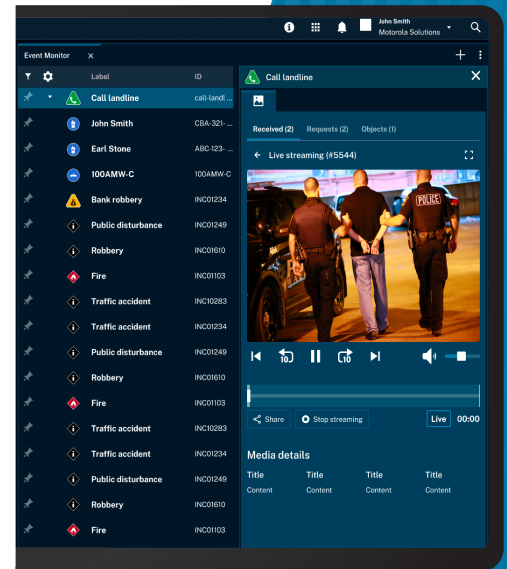 John Smith
Motorola Solutions
Event Monitor
Label ID
Call landline call-landl ...
John Smith CBA-321- ...
Earl Stone ABC-123- ...
100AMW-C 100AMW-C
Bank robbery INC01234
Public disturbance INC01249
Robbery INC01610
Fire INC01103
Traffic accident INC10283
Traffic accident INC01234
Public disturbance INC01249
Robbery INC01610
Fire INC01103
Traffic accident INC10283
Traffic accident INC01234
Public disturbance INC01249
Robbery INC01610
Fire INC01103
Call landline
Received (2) Requests (2) Objects (1)
Live streaming (#5544)
POLICE
10 10
Share Stop streaming Live 00:00
Media details
Title Title Title Title
Content Content Content Content